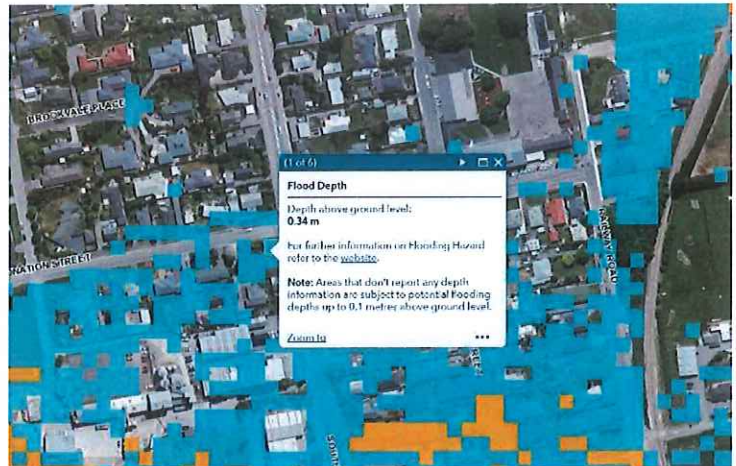 BROOKVALE PLACE
(1 of 6)
Flood Depth
Depth above ground level:
0.34 m
For further information on Flooding Hazard
refer to the website.
Note: Areas that don't report any depth
information are subject to potential flooding
depths up to 0.1 metre above ground level.
Zoom to
NATION STREET
RAILWAY ROAD